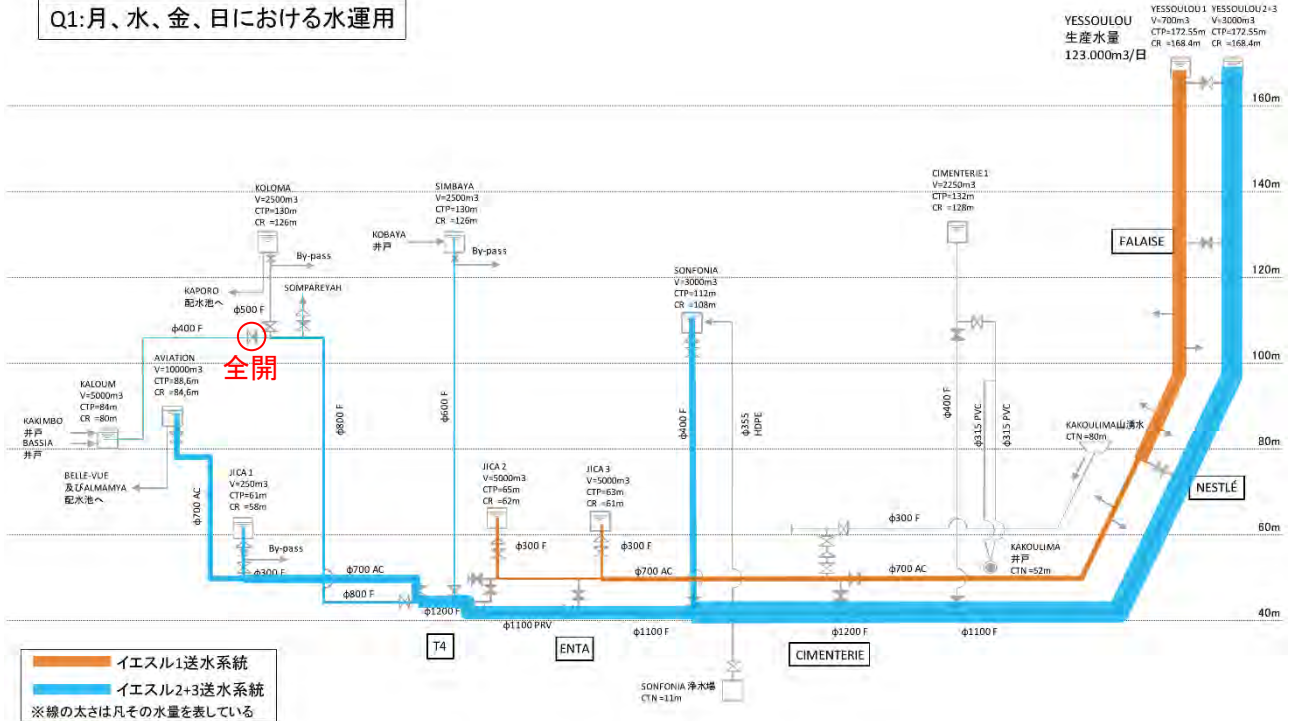 Q1:月、水、金、日における水運用
YESSOULOU
生産水量
123.000m3/日
YESSOULOU1
V=700m3
CTP=172.55m
CR =168.4m
YESSOULOU2+3
V=3000m3
CTP=172.55m
CR =168.4m
160m
140m
120m
100m
80m
60m
40m
KOLOMA
V=2500m3
CTP=130m
CR =126m
By-pass
KAPORO
配水池へ
SOMPAREYAH
φ500 F
φ400 F
全開
SIMBAYA
V=2500m3
CTP=130m
CR =126m
KOBAYA
井戸
By-pass
CIMENTERIE1
V=2250m3
CTP=132m
CR =128m
FALAISE
SONFONIA
V=3000m3
CTP=112m
CR =108m
AVIATION
V=10000m3
CTP=88,6m
CR =84,6m
KALOUM
V=5000m3
CTP=84m
CR =80m
KAKIMBO
井戸
BASSIA
井戸
BELLE-VUE
及びALMAMYA
配水池へ
φ700 AC
φ800 F
φ600 F
φ400 F
φ355
HDPE
φ400 F
φ315 PVC
φ315 PVC
KAKOULIMA山湧水
CTN =80m
NESTLÉ
JICA 1
V=250m3
CTP=61m
CR =58m
By-pass
φ300 F
JICA 2
V=5000m3
CTP=65m
CR =62m
φ300 F
JICA 3
V=5000m3
CTP=63m
CR =61m
φ300 F
φ300 F
KAKOULIMA
井戸
CTN =52m
φ700 AC
φ700 AC
φ700 AC
φ800 F
φ1200 F
φ1100 PRV
φ1100 F
φ1200 F
φ1100 F
T4
ENTA
CIMENTERIE
SONFONIA 浄水場
CTN =11m
イエスル1送水系統
イエスル2+3送水系統
※線の太さは凡その水量を表している